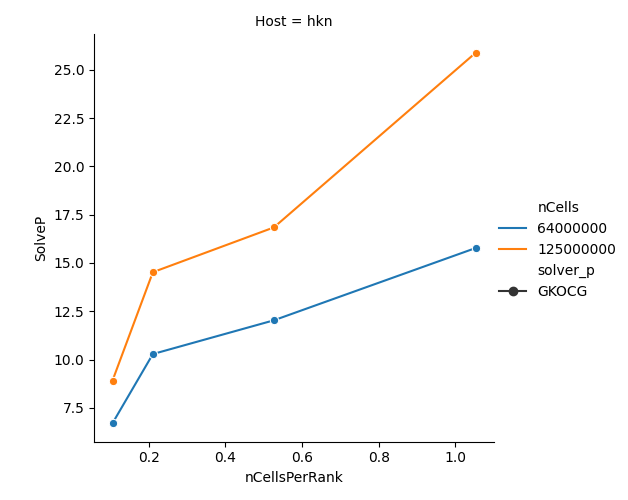 Host = hkn
25.0
22.5
20.0
17.5
15.0
12.5
10.0
7.5
SolveP
0.2
0.4
0.6
0.8
1.0
nCellsPerRank
nCells
64000000
125000000
solver_p
GKOCG